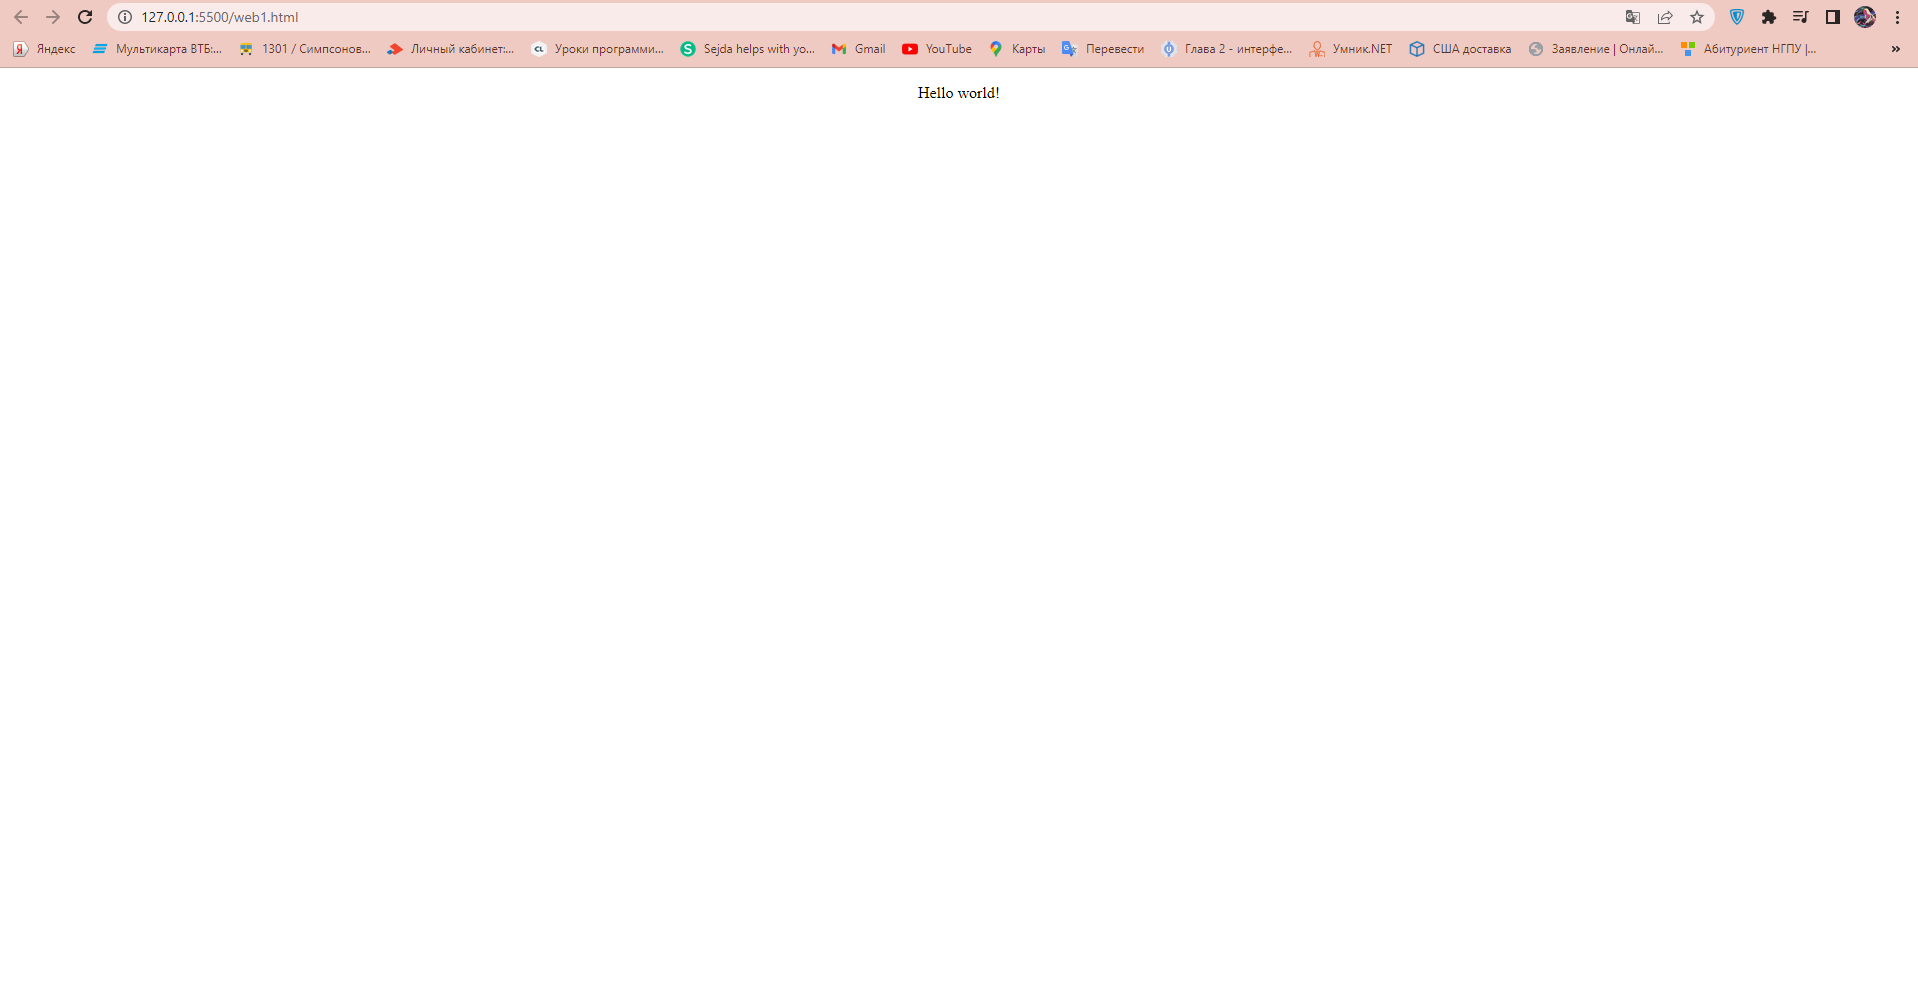 127.0.0.1:5500/web1.html
Яндекс Мультикарта ВТБ:... 1301 / Симпсонов... Личный кабинет:... CL Уроки программи... S Sejda helps with yo... Gmail YouTube Карты Перевести Глава 2 - интерфе... Умник.NET США доставка Заявление | Онлай... Абитуриент НГПУ |... »
Hello world!